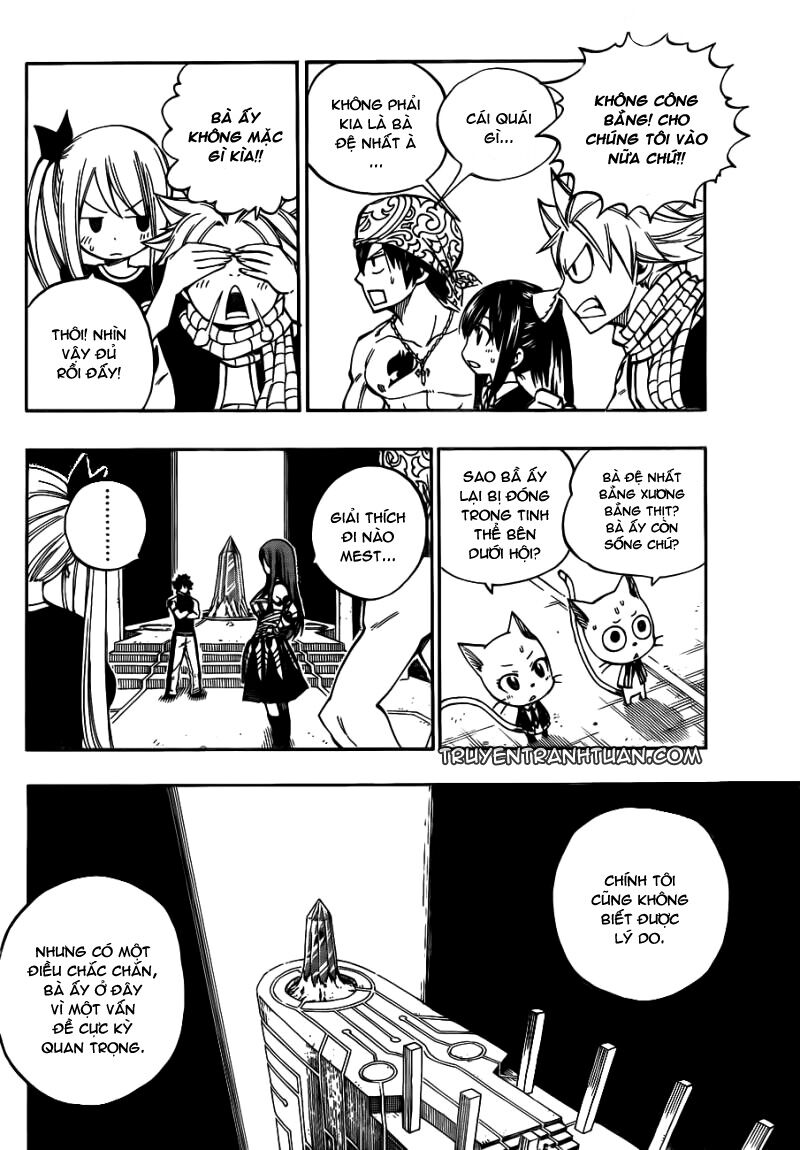 KHÔNG CÔNG
BẰNG! CHO
CHÚNG TÔI VÀO
NỮA CHỨ!!
CÁI QUÁI
GÌ...
KHÔNG PHẢI
KIA LÀ BÀ
ĐỆ NHẤT À
...
BÀ ẤY
KHÔNG MẶC
GÌ KÌA!!
THÔI! NHÌN
VẬY ĐỦ
RỒI ĐẤY!
BÀ ĐỆ NHẤT
BẰNG XƯƠNG
BẰNG THỊT?
BÀ ẤY CÒN
SỐNG CHỨ?
SAO BÀ ẤY
LẠI BỊ ĐÓNG
TRONG TINH
THỂ BÊN
DƯỚI HỘI?
GIẢI THÍCH
ĐI NÀO
MEST...
.........
TRUYENTRANHTUAN.COM
CHÍNH TÔI
CŨNG KHÔNG
BIẾT ĐƯỢC
LÝ DO.
NHƯNG CÓ MỘT
ĐIỀU CHẮC CHẮN,
BÀ ẤY Ở ĐÂY
VÌ MỘT VẤN
ĐỀ CỰC KỲ
QUAN TRỌNG.